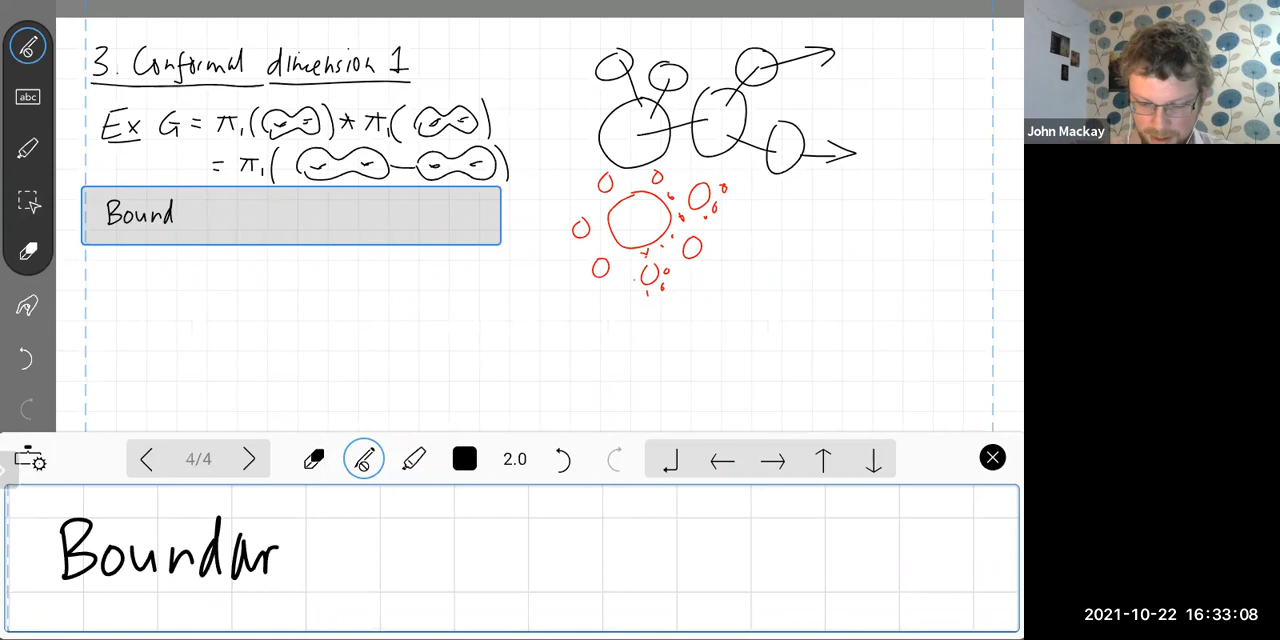 3. Conformal dimension 1
Ex G = π₁( ) * π₁( )
= π₁( )
Bound
John Mackay
abc
4/4
2.0
Boundar
2021-10-22 16:33:08